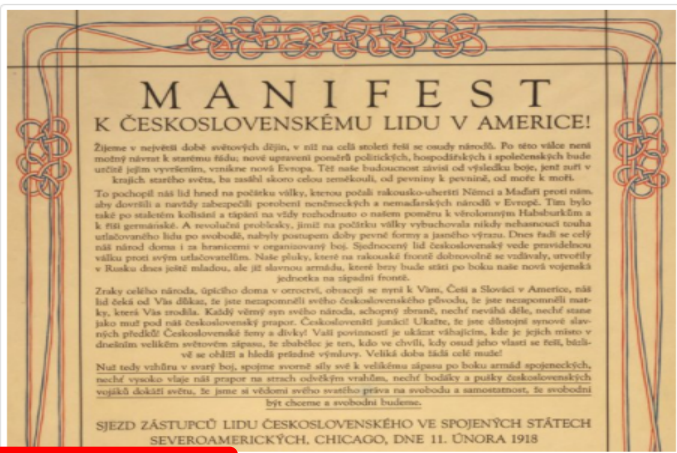 MANIFEST
K ČESKOSLOVENSKÉMU LIDU V AMERICE!
Žijeme v největší době světových dějin, v níž na celá století řeší se osudy národů. Po této válce není
možný návrat k starému řádu; nové upravení poměrů politických, hospodářských i společenských bude
určitě jejím vyvršením, vznikne nová Evropa. Též naše budoucnost závisí od výsledku boje, jenž zuří v
krajích starého světa, ba zasáhl skoro celou zeměkouli, od pevniny k pevnině, od moře k moři.
To pochopil náš lid hned na počátku války, kterou počali rakousko-uherští Němci a Maďaři proti nám,
aby dovršili a navždy zabezpečili porobení neněmeckých a nemaďarských národů v Evropě. Tím bylo
také po staletém kolísání a tápání na vždy rozhodnuto o našem poměru k věrolomným Habsburkům a
k říši germánské. A revoluční problesky, jimiž na počátku války vybuchovala nikdy nehasnoucí touha
utlačovaného lidu po svobodě, nabyly postupem doby pevné formy a jasného výrazu. Dnes řadí se celý
náš národ doma i za hranicemi v organizovaný boj. Sjednocený lid československý vede pravidelnou
válku proti svým utlačovatelům. Naše pluky, které na rakouské frontě dobrovolně se vzdávaly, utvořily
v Rusku dnes ještě mladou, ale již slavnou armádu, které brzy bude státi po boku naše nová vojenská
jednotka na západní frontě.
Zraky celého národa, úpícího doma v otroctví, obracejí se nyní k Vám, Češi a Slováci v Americe, náš
lid čeká od Vás důkaz, že jste nezapomněli svého československého původu, že jste nezapomněli mat-
ky, která Vás zrodila. Každý věrný syn svého národa, schopný zbraně, nechť neváhá déle, nechť stane
jako muž pod náš československý prapor. Českoslovenští junáci! Ukažte, že jste důstojní synové slav-
ných předků! Československé ženy a dívky! Vaší povinností je ukázat váhajícím, kde je jejich místo v
dnešním velikém světovém zápasu, že zbabělec je ten, kdo ve chvíli, kdy osud jeho vlasti se řeší, bázli-
vě se ohlíží a hledá prázdné výmluvy. Veliká doba žádá celé muže!
Nuž tedy vzhůru v svatý boj, spojme svorně síly své k velikému zápasu po boku armád spojeneckých,
nechť vysoko vlaje náš prapor na strach odvěkým vrahům, nechť bodáky a pušky československých
vojáků dokáží světu, že jsme si vědomi svého svatého práva na svobodu a samostatnost, že svobodní
být chceme a svobodni budeme.
SJEZD ZÁSTUPCŮ LIDU ČESKOSLOVENSKÉHO VE SPOJENÝCH STÁTECH
SEVEROAMERICKÝCH, CHICAGO, DNE 11. ÚNORA 1918